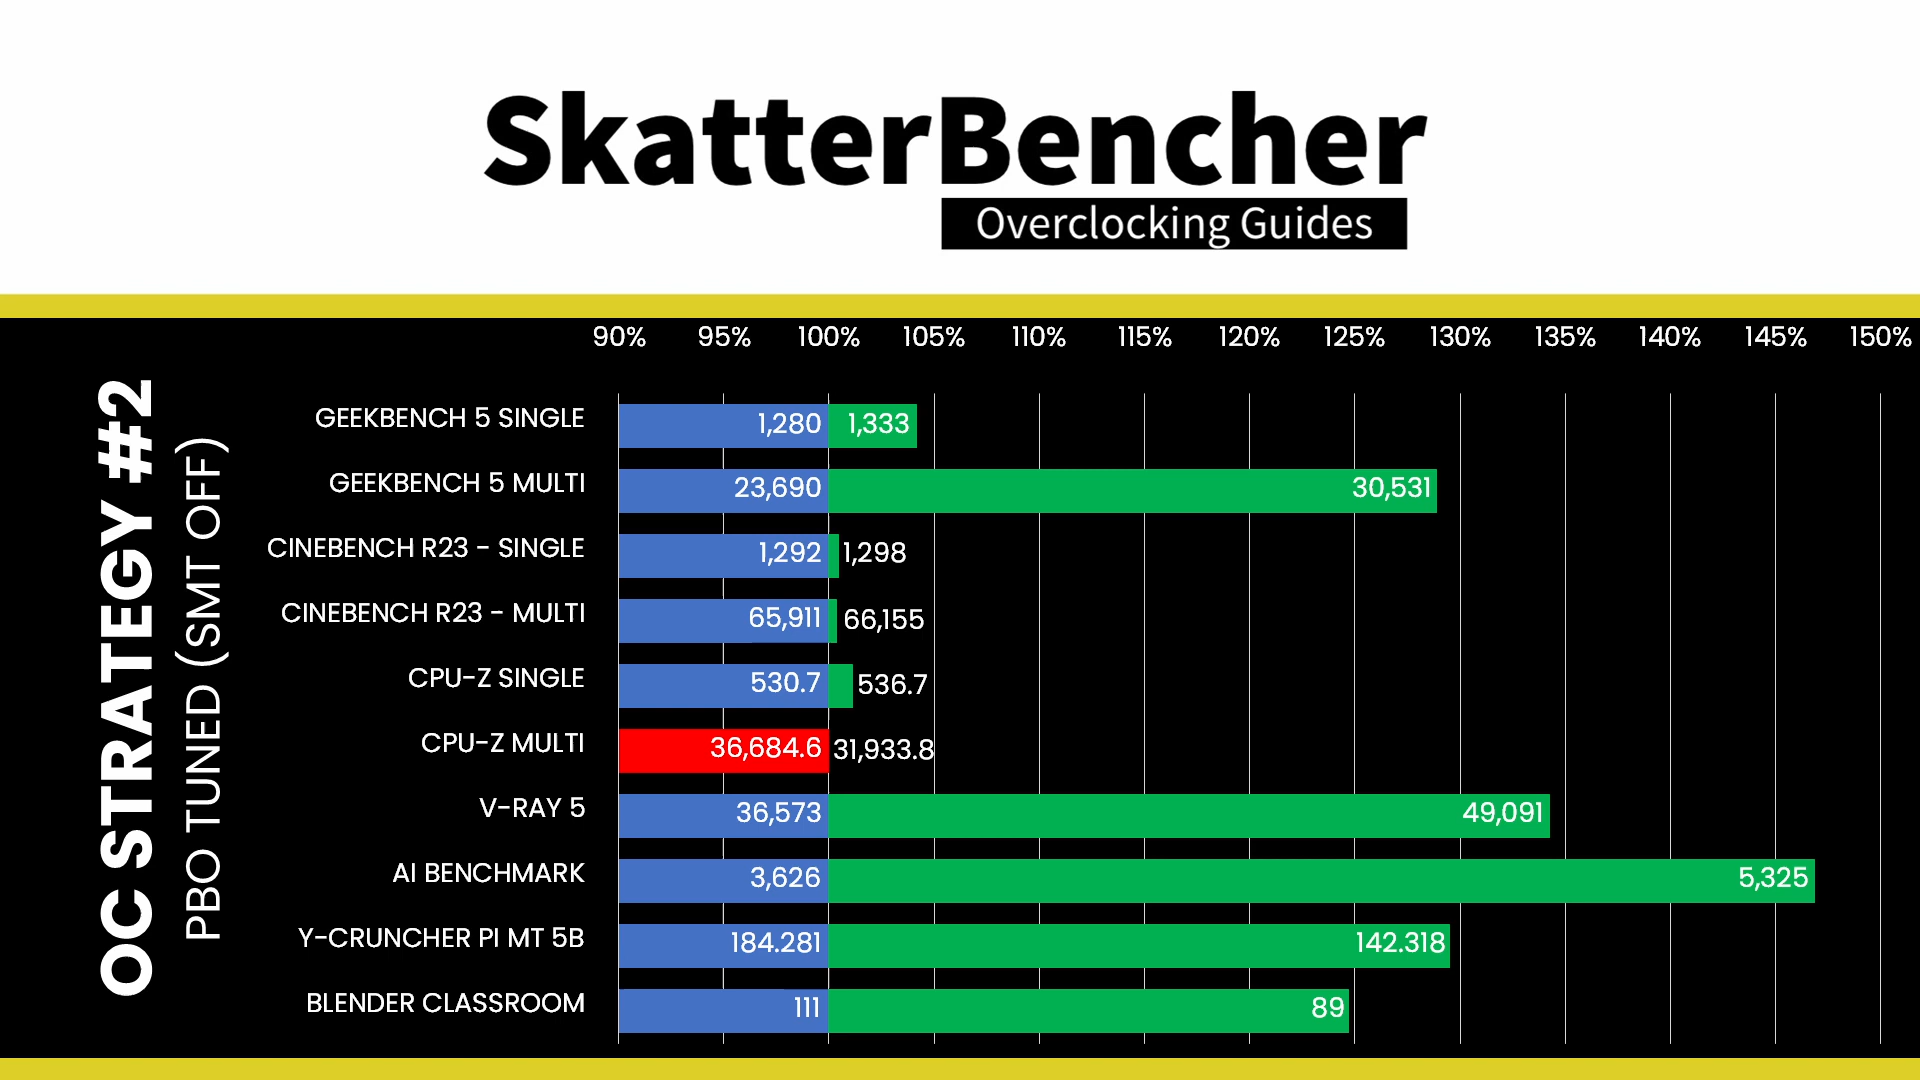 SkatterBencher
Overclocking Guides
90% 95% 100% 105% 110% 115% 120% 125% 130% 135% 140% 145% 150%
OC STRATEGY #2
PBO TUNED (SMT OFF)
GEEKBENCH 5 SINGLE 1,280 1,333
GEEKBENCH 5 MULTI 23,690 30,531
CINEBENCH R23 - SINGLE 1,292 1,298
CINEBENCH R23 - MULTI 65,911 66,155
CPU-Z SINGLE 530.7 536.7
CPU-Z MULTI 36,684.6 31,933.8
V-RAY 5 36,573 49,091
AI BENCHMARK 3,626 5,325
Y-CRUNCHER PI MT 5B 184.281 142.318
BLENDER CLASSROOM 111 89